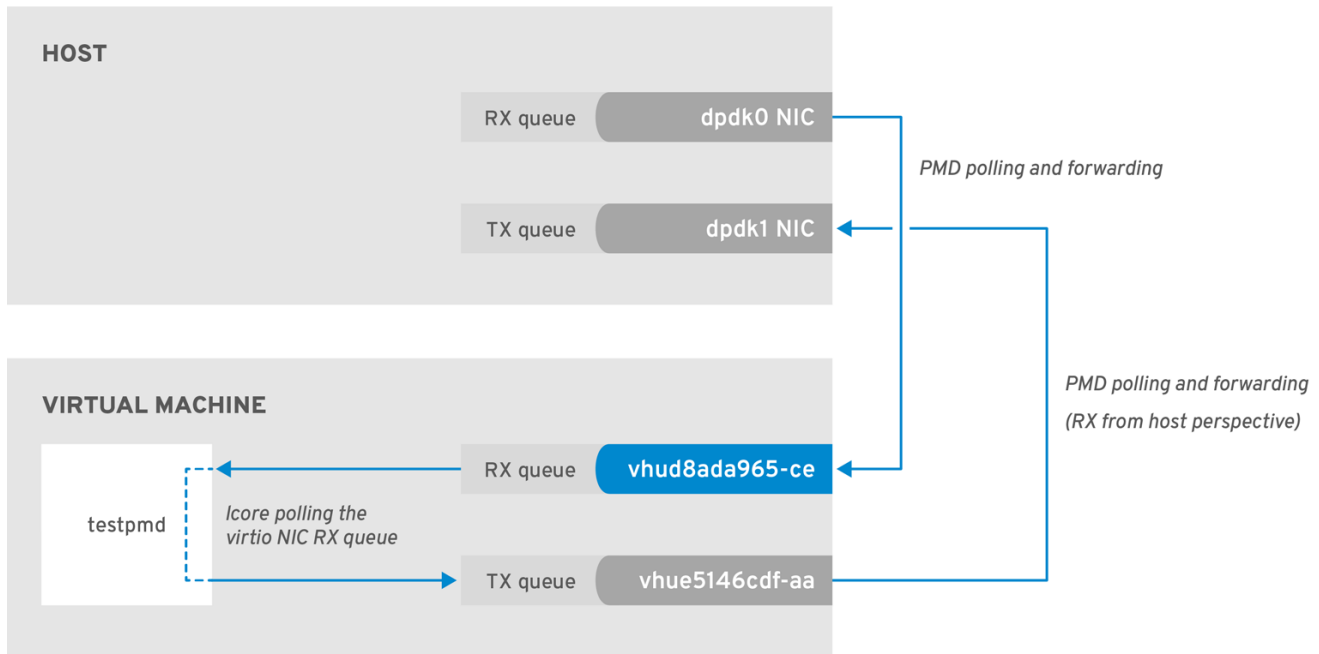 HOST
RX queue
dpdk0 NIC
PMD polling and forwarding
TX queue
dpdk1 NIC
PMD polling and forwarding
(RX from host perspective)
VIRTUAL MACHINE
RX queue
vhud8ada965-ce
testpmd
lcore polling the
virtio NIC RX queue
TX queue
vhue5146cdf-aa